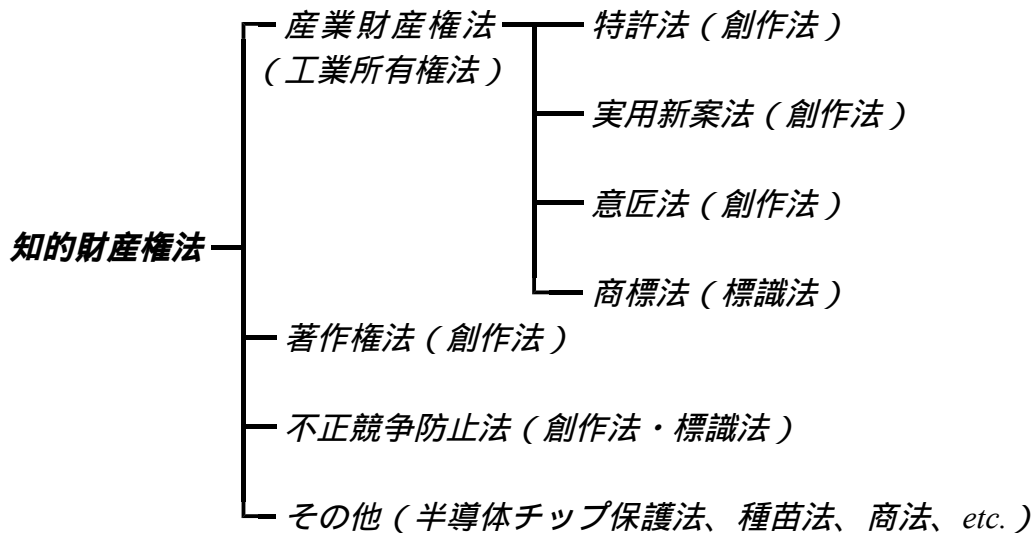 産業財産権法
（工業所有権法）
特許法（創作法）
実用新案法（創作法）
意匠法（創作法）
商標法（標識法）
知的財産権法
著作権法（創作法）
不正競争防止法（創作法・標識法）
その他（半導体チップ保護法、種苗法、商法、etc.）